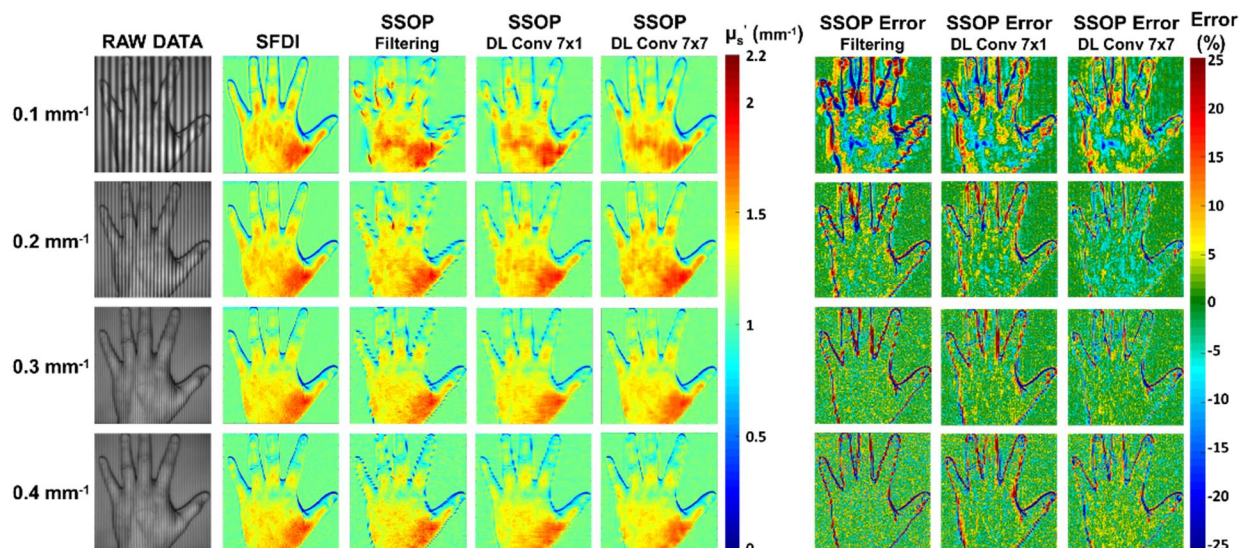 RAW DATA
SFDI
SSOP
Filtering
SSOP
DL Conv 7x1
SSOP
DL Conv 7x7
μs' (mm-1)
SSOP Error
Filtering
SSOP Error
DL Conv 7x1
SSOP Error
DL Conv 7x7
Error
(%)
0.1 mm-1
0.2 mm-1
0.3 mm-1
0.4 mm-1
2.2
2
1.5
1
0.5
0
25
20
15
10
5
0
-5
-10
-15
-20
-25